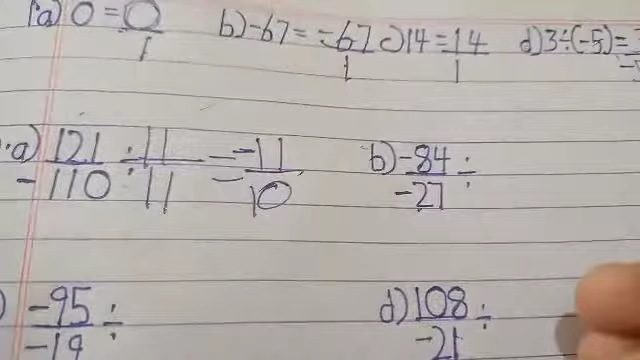 1a) 0 = 0/1 b) -67 = -67/1 c) 14 = 14/1 d) 3÷(-5) =
a) 121/-110 ÷ 11/11 = -11/10 b) -84/-27 ÷
) -95/-19 ÷ d) 108/-21 ÷